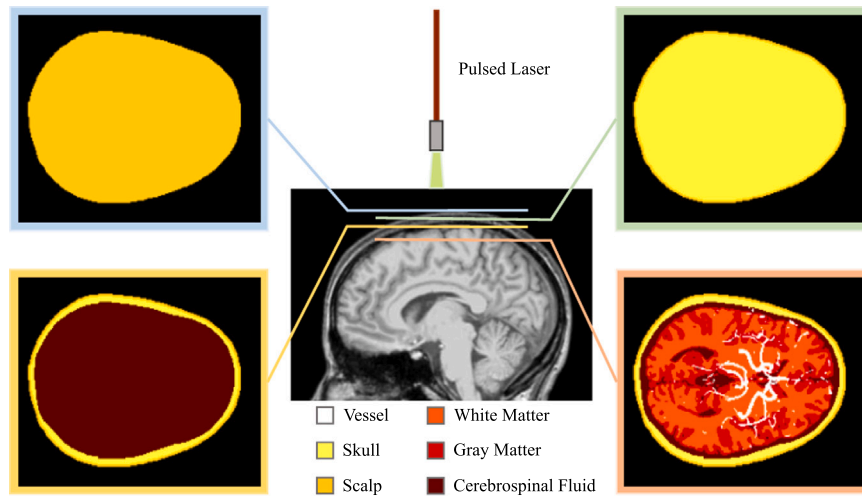 Pulsed Laser
Vessel
White Matter
Skull
Gray Matter
Scalp
Cerebrospinal Fluid